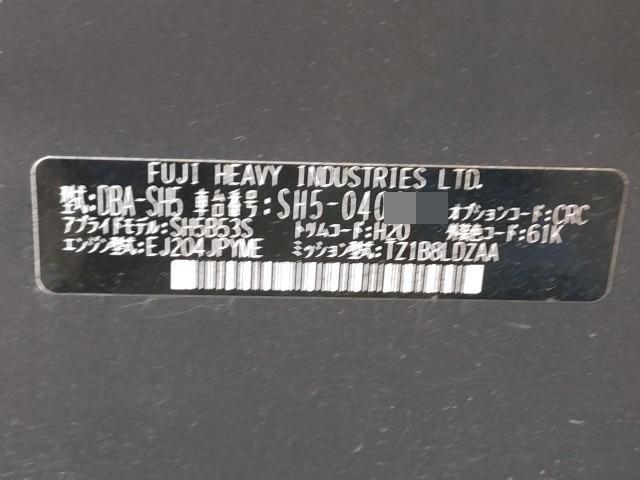 FUJI HEAVY INDUSTRIES LTD.
型式:DBA-SH5 車台番号:SH5-040 オプションコード:CRC
アプライドモデル:SH5B53S トリムコード:H20 外装色コード:61K
エンジン型式:EJ204JPYME ミッション型式:TZ1B8LDZAA